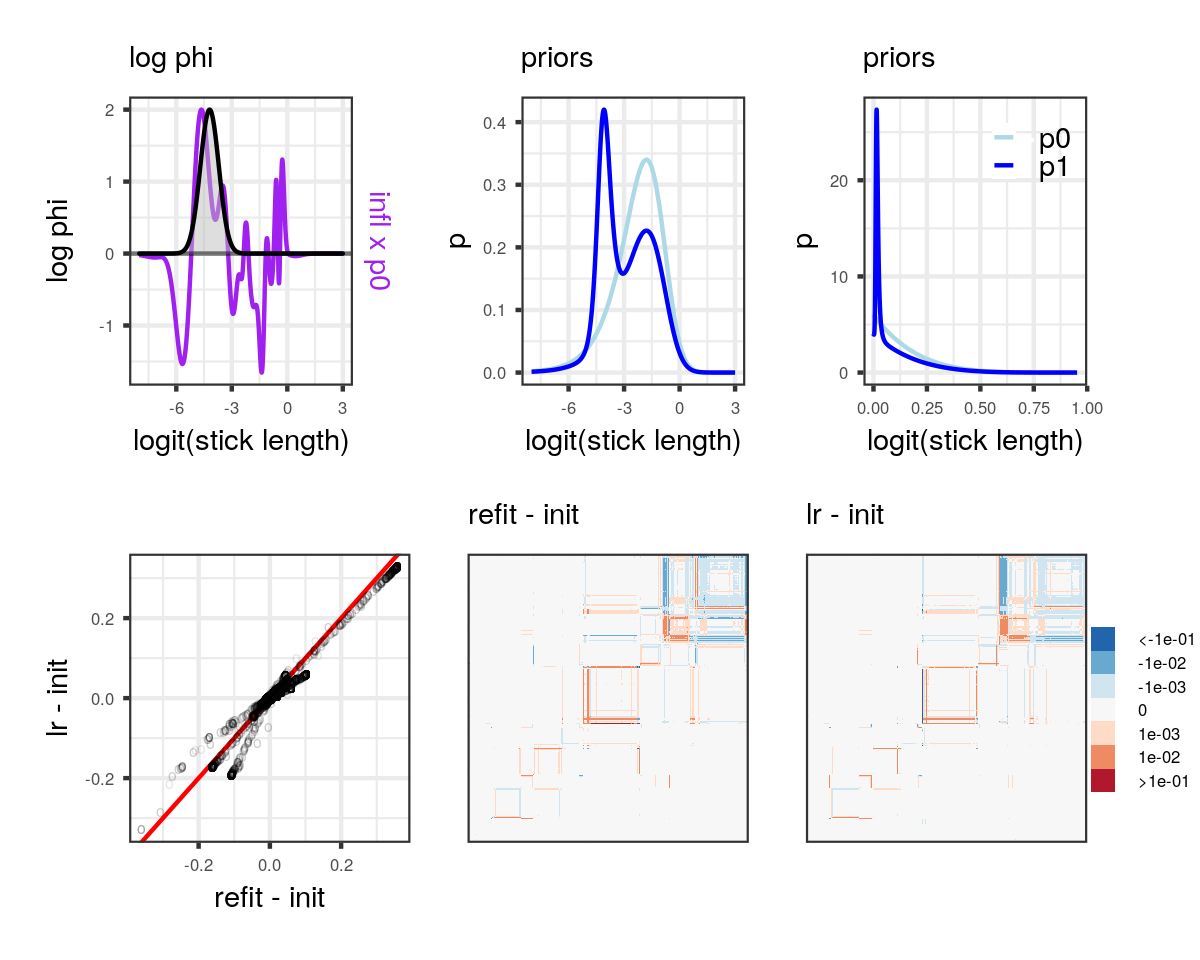 log phi
priors
priors
log phi
2
1
0
-1
-6
-3
0
3
logit(stick length)
infl x p0
p
0.4
0.3
0.2
0.1
0.0
-6
-3
0
3
logit(stick length)
p
20
10
0
p0
p1
0.00
0.25
0.50
0.75
1.00
logit(stick length)
refit - init
lr - init
lr - init
0.2
0.0
-0.2
-0.2
0.0
0.2
refit - init
<-1e-01
-1e-02
-1e-03
0
1e-03
1e-02
>1e-01